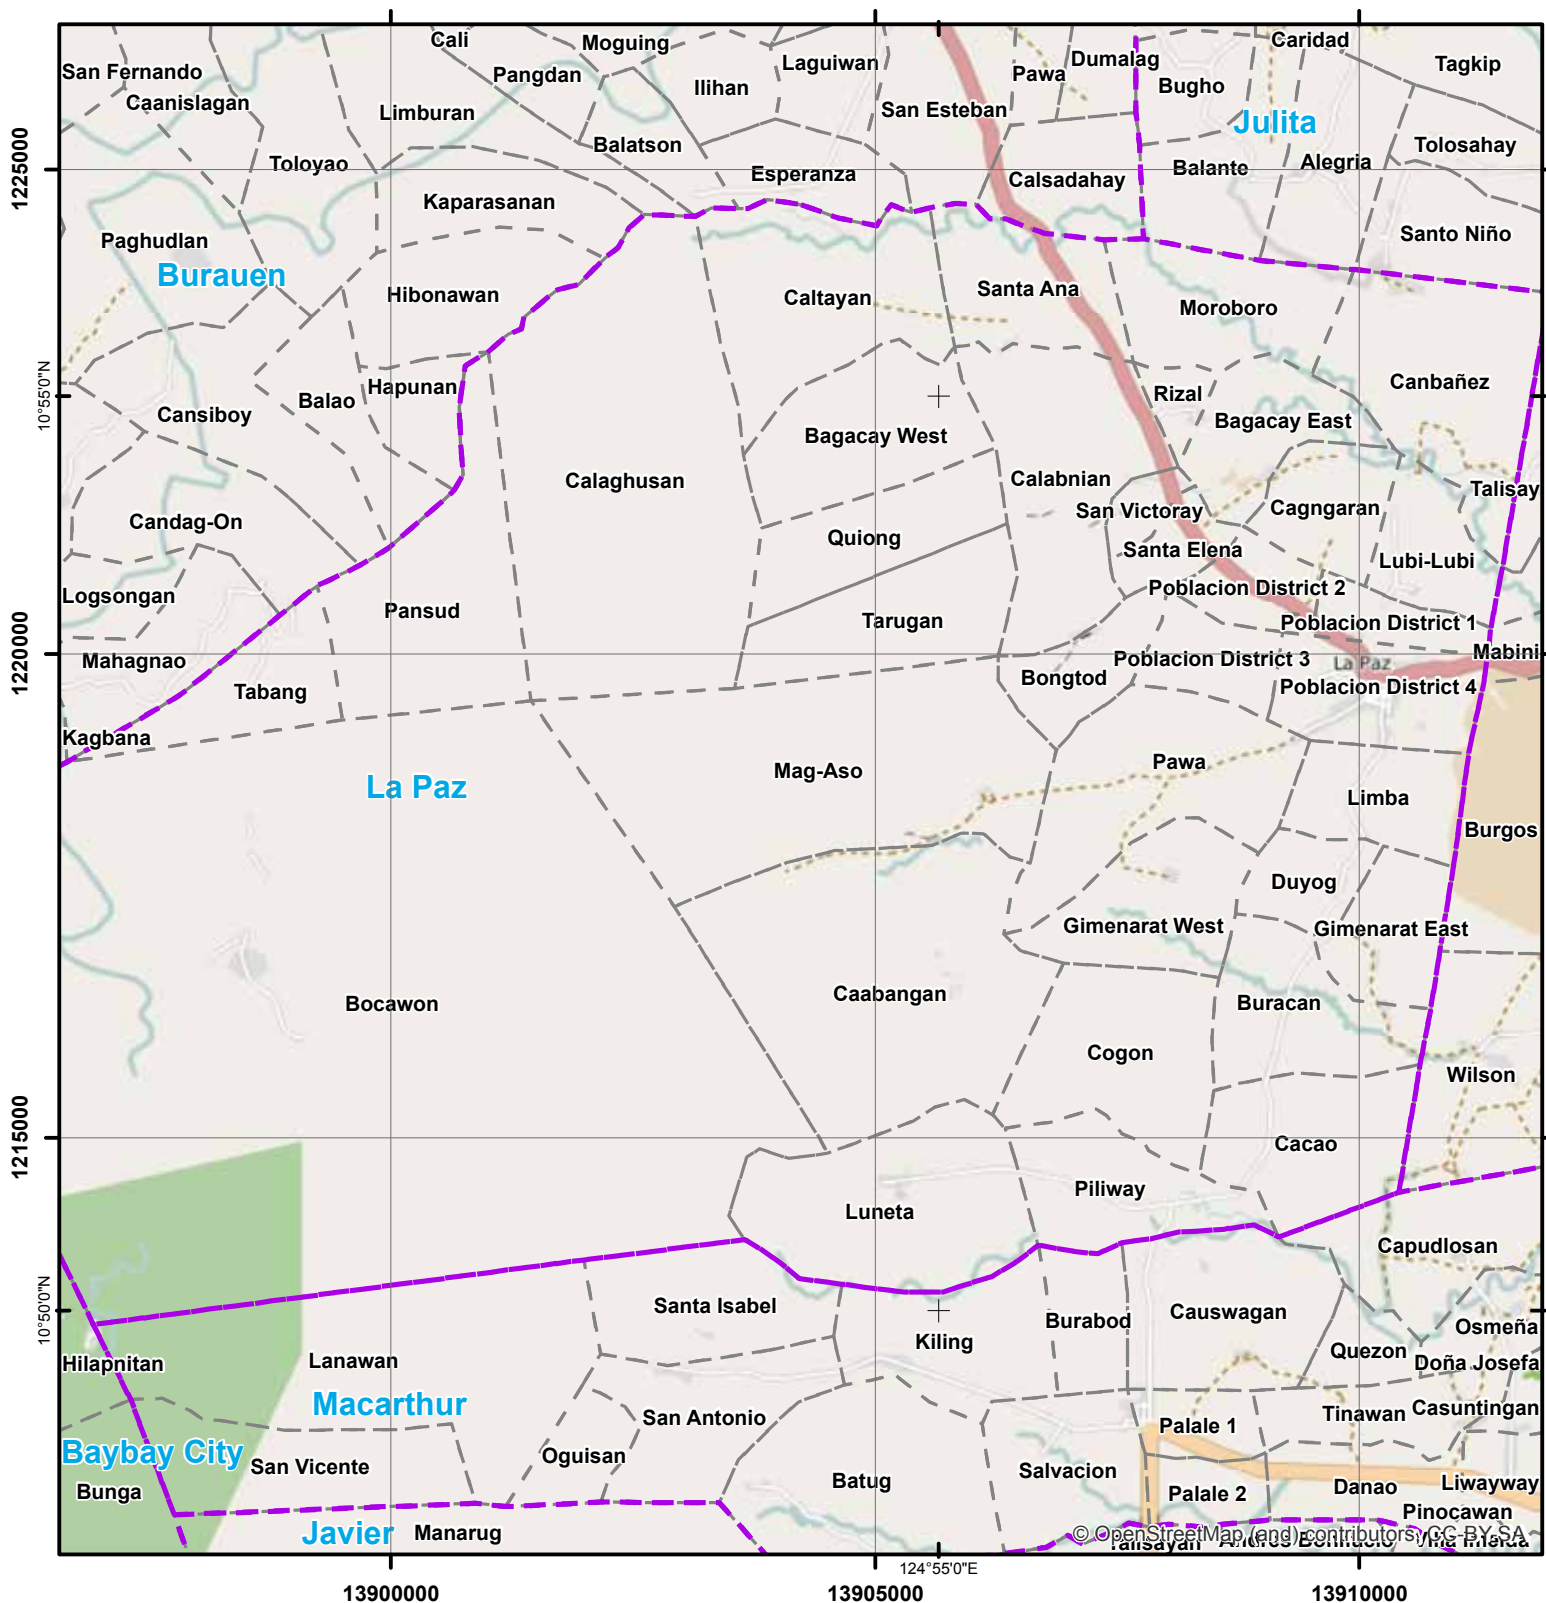 Cali
Moguing
Caridad
Laguiwan
Dumalag
Tagkip
San Fernando
Pangdan
Pawa
Ilihan
Bugho
Caanislagan
Limburan
San Esteban
Julita
Balatson
Tolosahay
Toloyao
Esperanza
Calsadahay
Balante
Alegria
1225000
Kaparasanan
Paghudlan
Santo Niño
Burauen
Hibonawan
Caltayan
Santa Ana
Moroboro
Hapunan
Canbañez
10°55'0"N
Balao
Rizal
Cansiboy
Bagacay East
Bagacay West
Calaghusan
Calabnian
Talisay
San Victoray
Cagngaran
Candag-On
Quiong
Santa Elena
Lubi-Lubi
Poblacion District 2
Logsongan
Pansud
Tarugan
Poblacion District 1
1220000
Mabini
Mahagnao
Poblacion District 3
La Paz
Tabang
Bongtod
Poblacion District 4
Kagbana
Mag-Aso
Pawa
La Paz
Limba
Burgos
Duyog
Gimenarat West
Gimenarat East
Bocawon
Caabangan
Buracan
Cogon
Wilson
1215000
Cacao
Piliway
Luneta
Capudlosan
10°50'0"N
Santa Isabel
Causwagan
Burabod
Osmeña
Kiling
Quezon
Hilapnitan
Lanawan
Doña Josefa
Macarthur
San Antonio
Tinawan
Casuntingan
Palale 1
Baybay City
Oguisan
San Vicente
Batug
Salvacion
Bunga
Palale 2
Danao
Liwayway
Pinocawan
Javier
Manarug
© OpenStreetMap (and) contributors, CC-BY-SA
Talisayan
Andres Bonifacio
Villa Imelda
124°55'0"E
13900000
13905000
13910000